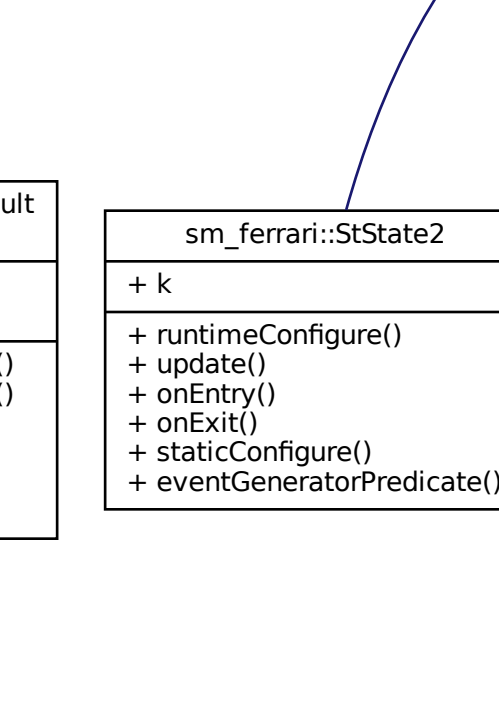 ult
()
()
sm_ferrari::StState2
+ k
+ runtimeConfigure()
+ update()
+ onEntry()
+ onExit()
+ staticConfigure()
+ eventGeneratorPredicate()